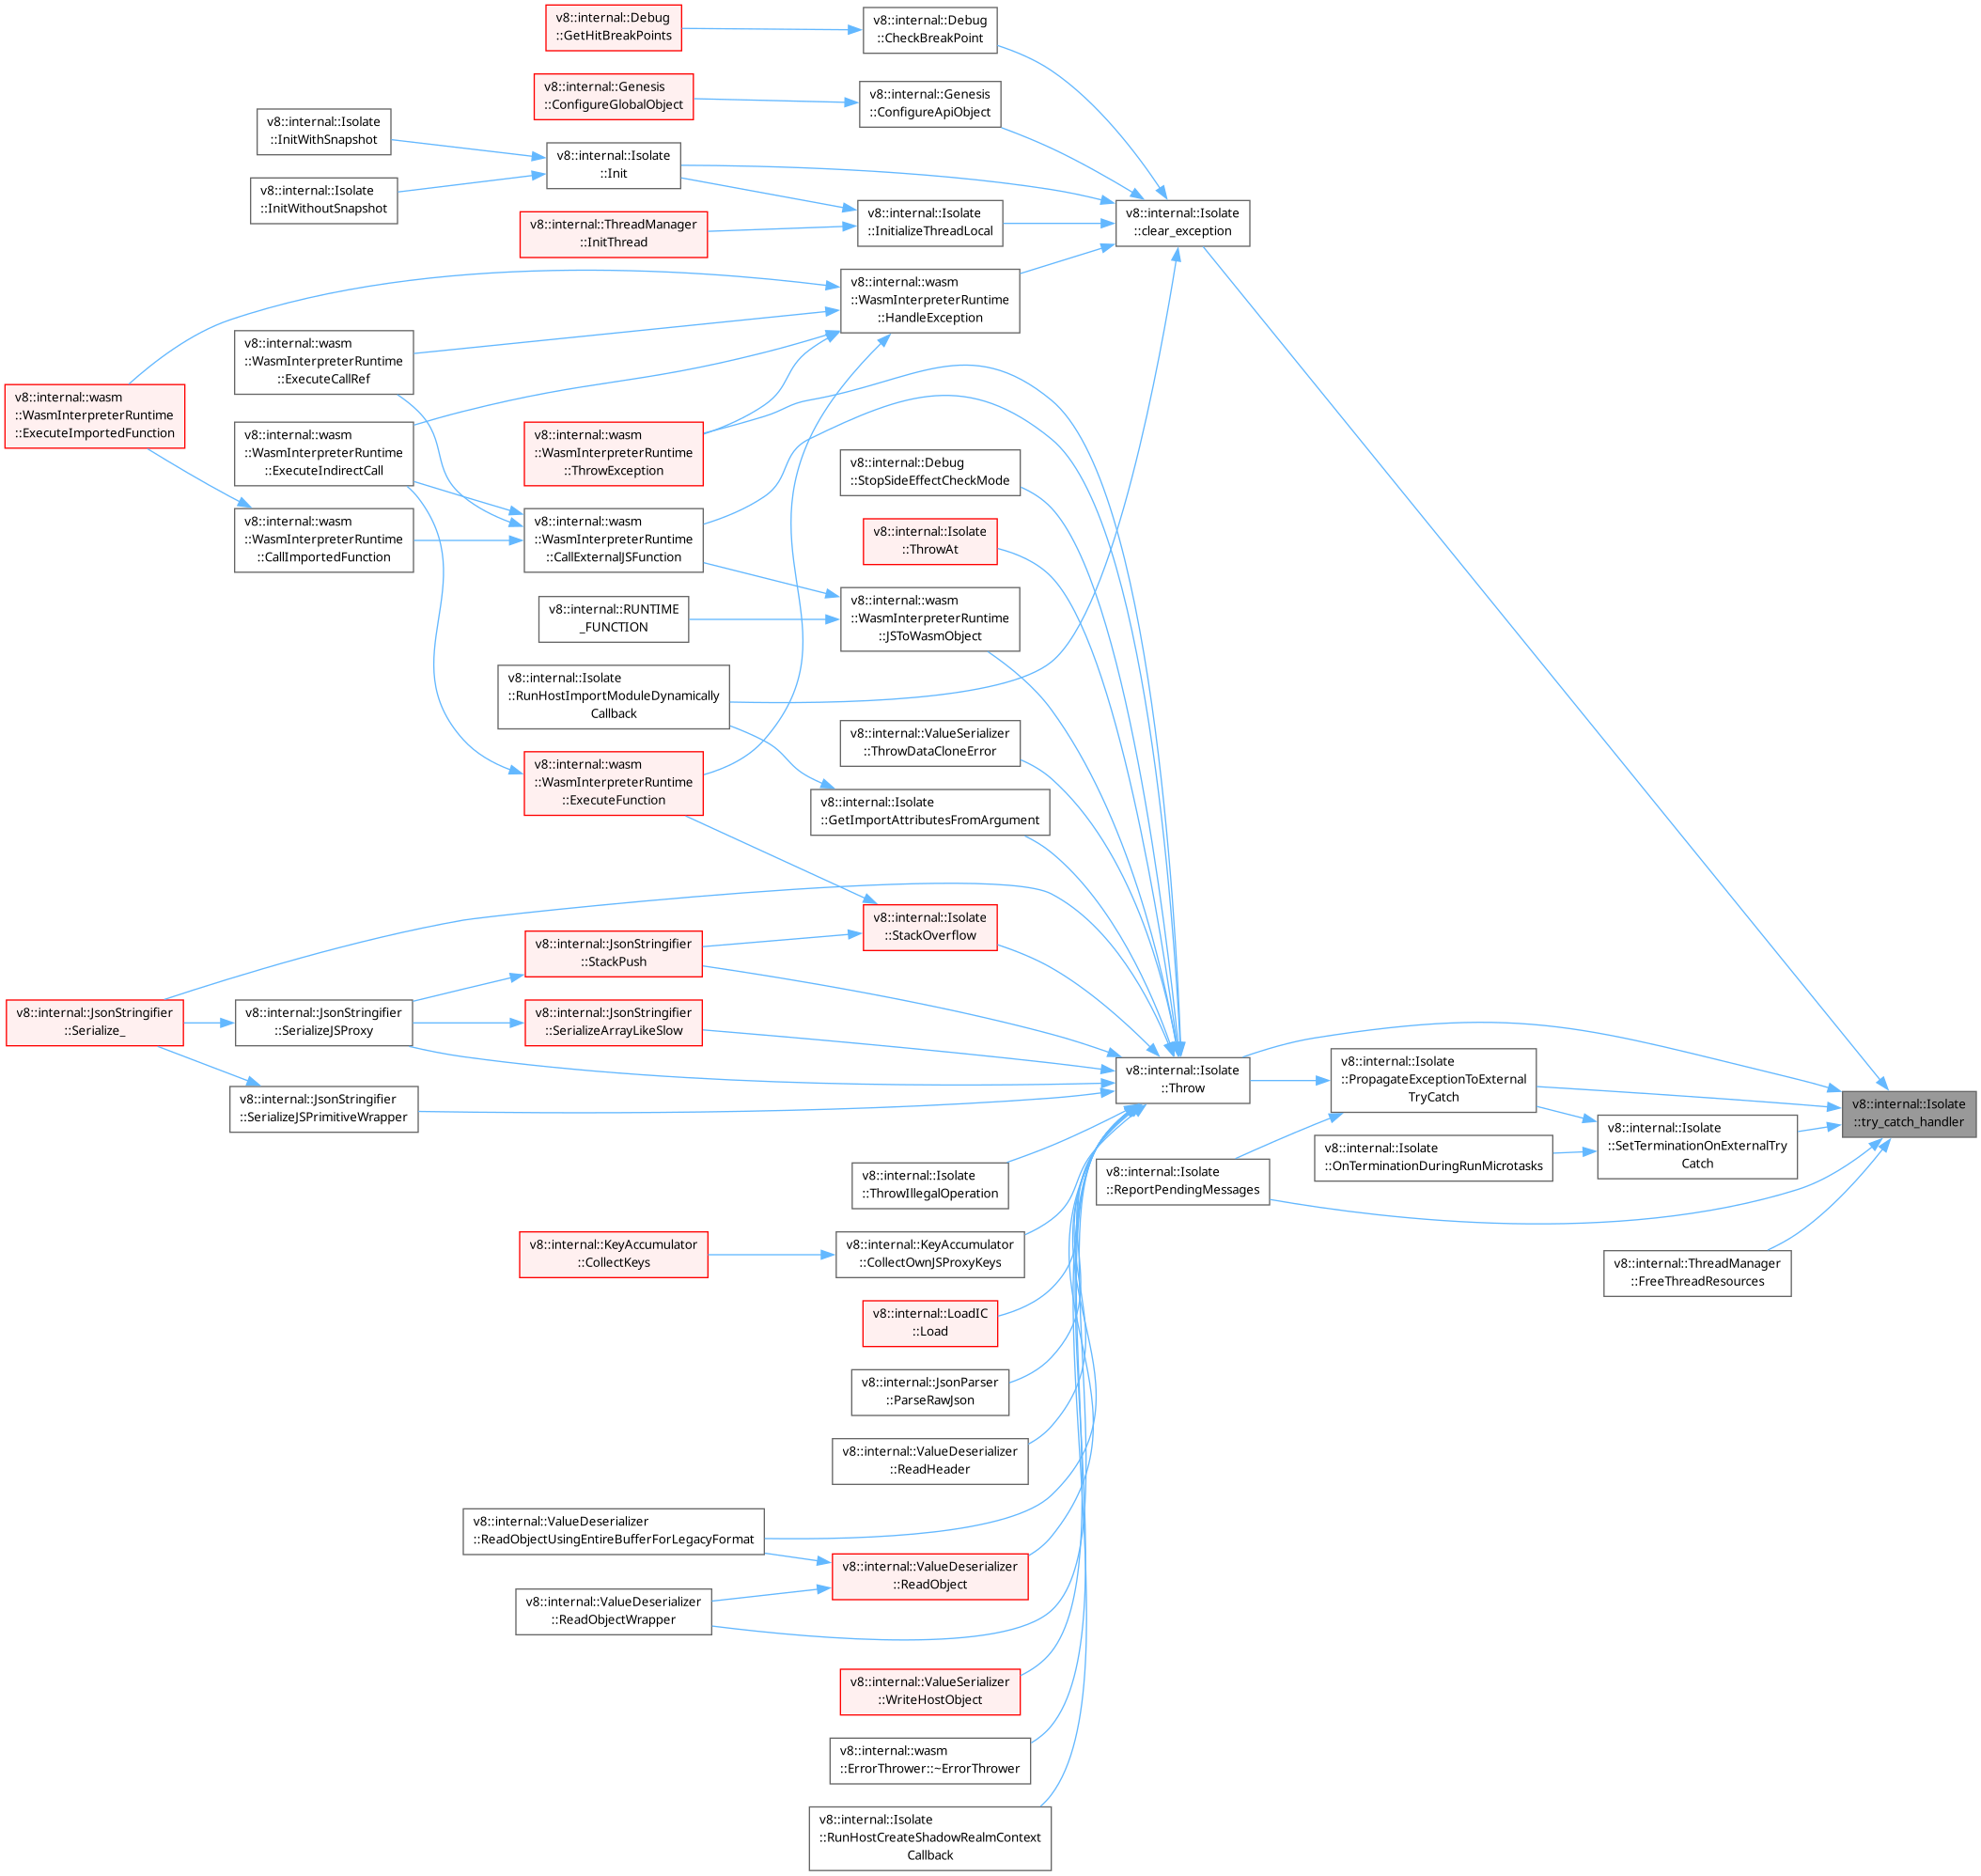 v8::internal::Debug
::GetHitBreakPoints
v8::internal::Debug
::CheckBreakPoint
v8::internal::Genesis
::ConfigureGlobalObject
v8::internal::Genesis
::ConfigureApiObject
v8::internal::Isolate
::InitWithSnapshot
v8::internal::Isolate
::Init
v8::internal::Isolate
::InitWithoutSnapshot
v8::internal::ThreadManager
::InitThread
v8::internal::Isolate
::InitializeThreadLocal
v8::internal::Isolate
::clear_exception
v8::internal::wasm
::WasmInterpreterRuntime
::HandleException
v8::internal::wasm
::WasmInterpreterRuntime
::ExecuteCallRef
v8::internal::wasm
::WasmInterpreterRuntime
::ExecuteImportedFunction
v8::internal::wasm
::WasmInterpreterRuntime
::ExecuteIndirectCall
v8::internal::wasm
::WasmInterpreterRuntime
::ThrowException
v8::internal::Debug
::StopSideEffectCheckMode
v8::internal::wasm
::WasmInterpreterRuntime
::CallImportedFunction
v8::internal::wasm
::WasmInterpreterRuntime
::CallExternalJSFunction
v8::internal::Isolate
::ThrowAt
v8::internal::RUNTIME
_FUNCTION
v8::internal::wasm
::WasmInterpreterRuntime
::JSToWasmObject
v8::internal::Isolate
::RunHostImportModuleDynamically
Callback
v8::internal::ValueSerializer
::ThrowDataCloneError
v8::internal::wasm
::WasmInterpreterRuntime
::ExecuteFunction
v8::internal::Isolate
::GetImportAttributesFromArgument
v8::internal::Isolate
::StackOverflow
v8::internal::JsonStringifier
::StackPush
v8::internal::JsonStringifier
::Serialize_
v8::internal::JsonStringifier
::SerializeJSProxy
v8::internal::JsonStringifier
::SerializeArrayLikeSlow
v8::internal::JsonStringifier
::SerializeJSPrimitiveWrapper
v8::internal::Isolate
::Throw
v8::internal::Isolate
::PropagateExceptionToExternal
TryCatch
v8::internal::Isolate
::try_catch_handler
v8::internal::Isolate
::SetTerminationOnExternalTry
Catch
v8::internal::Isolate
::OnTerminationDuringRunMicrotasks
v8::internal::Isolate
::ReportPendingMessages
v8::internal::Isolate
::ThrowIllegalOperation
v8::internal::KeyAccumulator
::CollectKeys
v8::internal::KeyAccumulator
::CollectOwnJSProxyKeys
v8::internal::ThreadManager
::FreeThreadResources
v8::internal::LoadIC
::Load
v8::internal::JsonParser
::ParseRawJson
v8::internal::ValueDeserializer
::ReadHeader
v8::internal::ValueDeserializer
::ReadObjectUsingEntireBufferForLegacyFormat
v8::internal::ValueDeserializer
::ReadObject
v8::internal::ValueDeserializer
::ReadObjectWrapper
v8::internal::ValueSerializer
::WriteHostObject
v8::internal::wasm
::ErrorThrower::~ErrorThrower
v8::internal::Isolate
::RunHostCreateShadowRealmContext
Callback